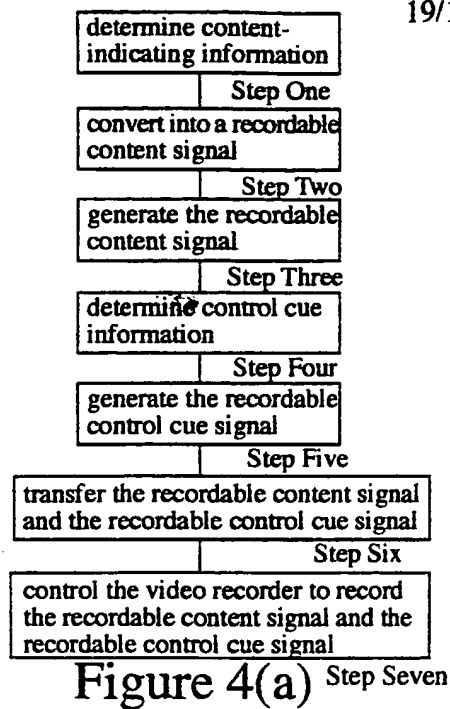 19/1
determine content-
indicating information
Step One
convert into a recordable
content signal
Step Two
generate the recordable
content signal
Step Three
determine control cue
information
Step Four
generate the recordable
control cue signal
Step Five
transfer the recordable content signal
and the recordable control cue signal
Step Six
control the video recorder to record
the recordable content signal and the
recordable control cue signal
Step Seven
Figure 4(a)